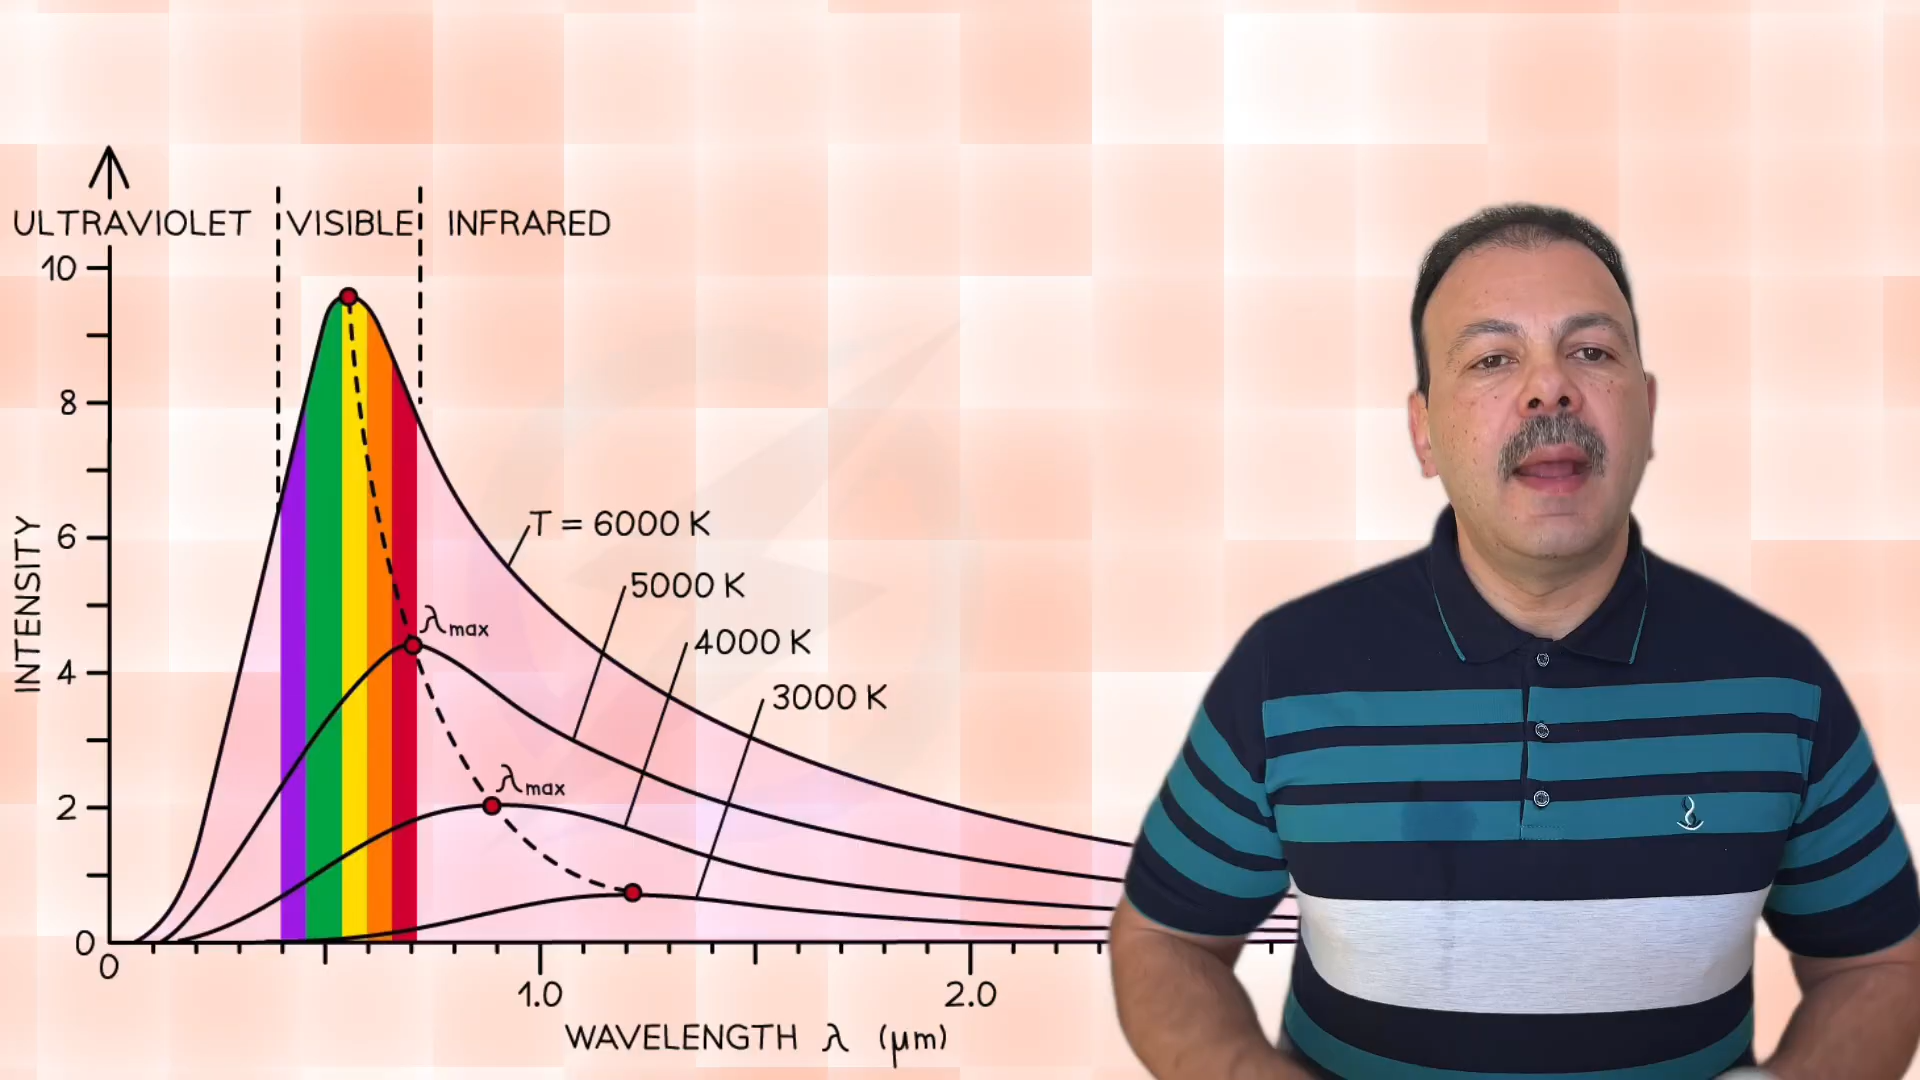 ULTRAVIOLET VISIBLE INFRARED
10
8
6
4
2
0
INTENSITY
T = 6000 K
5000 K
4000 K
3000 K
λmax
λmax
0 1.0 2.0
WAVELENGTH λ (μm)